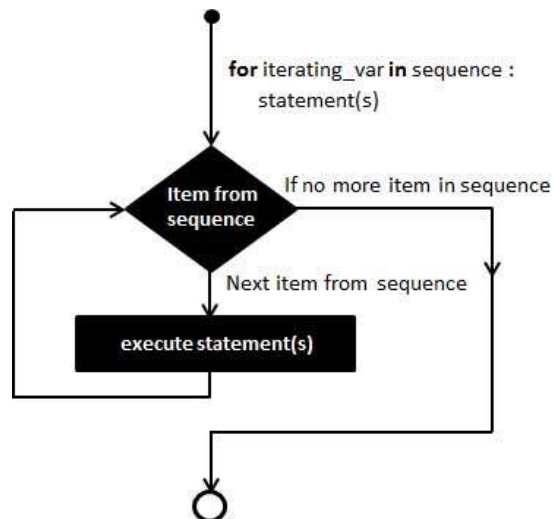 for iterating_var in sequence :
statement(s)
Item from
sequence
If no more item in sequence
Next item from sequence
execute statement(s)